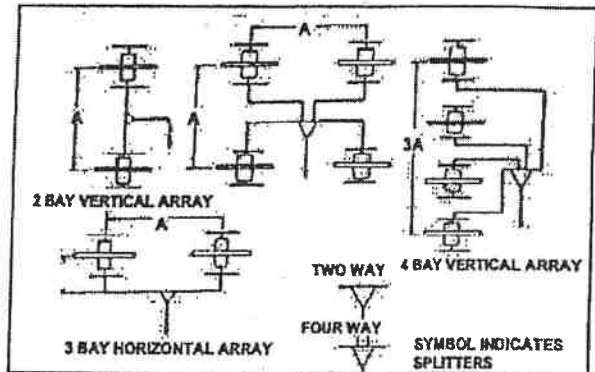 A
A
A
3A
2 BAY VERTICAL ARRAY
A
TWO WAY
4 BAY VERTICAL ARRAY
FOUR WAY
3 BAY HORIZONTAL ARRAY
SYMBOL INDICATES
SPLITTERS